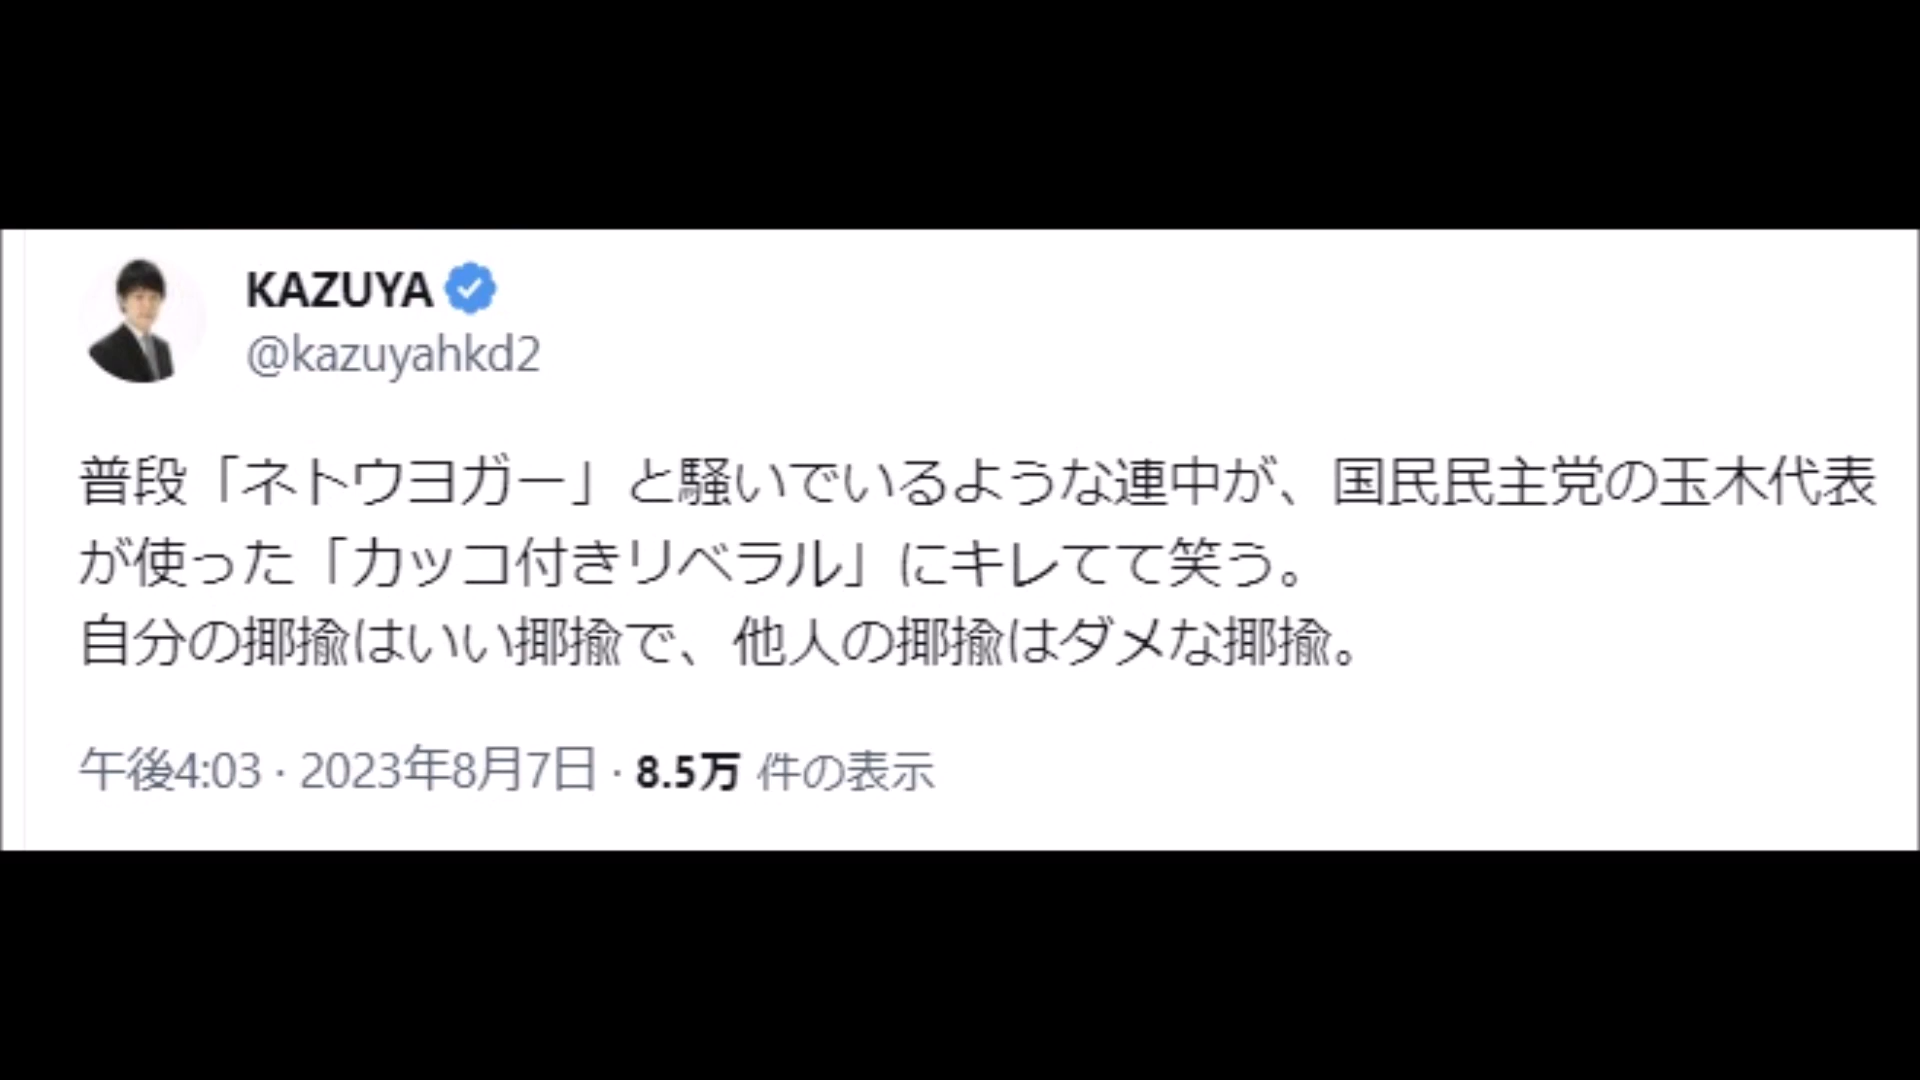 KAZUYA
@kazuyahkd2
普段「ネトウヨガー」と騒いでいるような連中が、国民民主党の玉木代表
が使った「カッコ付きリベラル」にキレてて笑う。
自分の揶揄はいい揶揄で、他人の揶揄はダメな揶揄。
午後4:03 · 2023年8月7日 · 8.5万 件の表示